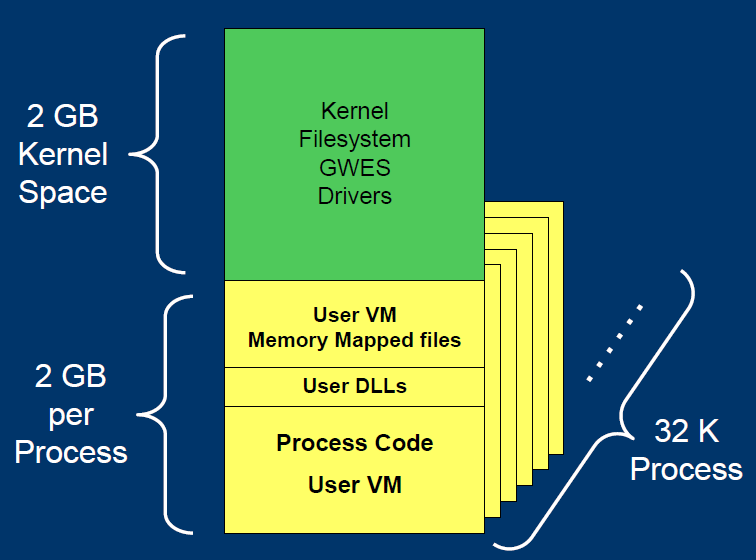 2 GB
Kernel
Space
Kernel
Filesystem
GWES
Drivers
2 GB
per
Process
User VM
Memory Mapped files
User DLLs
Process Code
User VM
32 K
Process